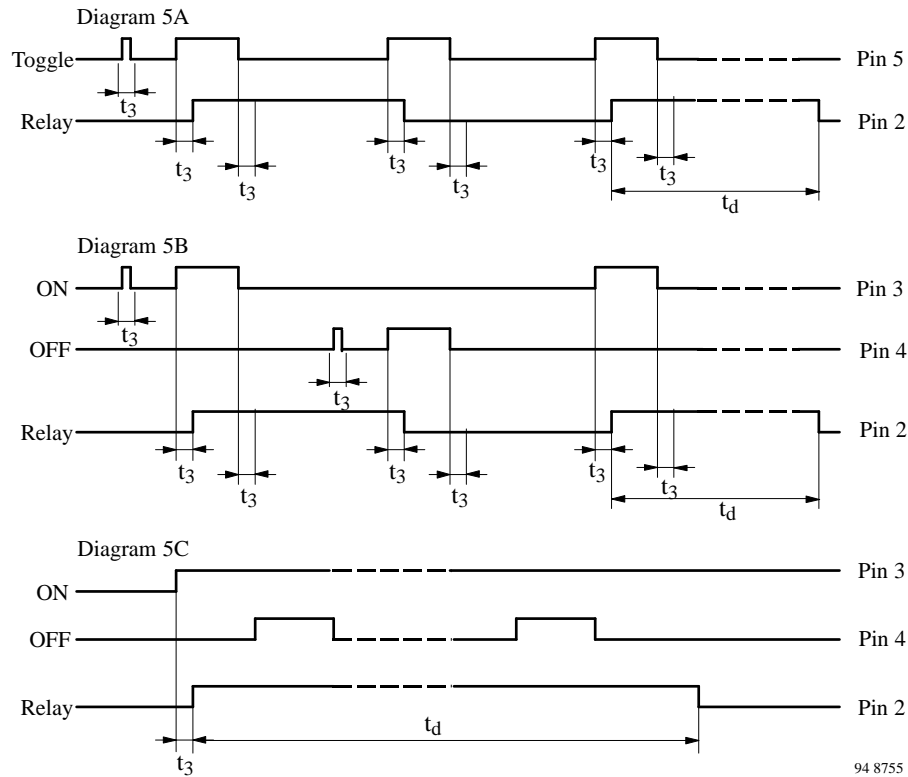 Diagram 5A
Toggle Pin 5
t3
Relay Pin 2
t3 t3 t3 t3 t3 t3
td
Diagram 5B
ON Pin 3
t3
OFF Pin 4
t3
Relay Pin 2
t3 t3 t3 t3 t3 t3
td
Diagram 5C
ON Pin 3
OFF Pin 4
Relay Pin 2
td
t3
94 8755